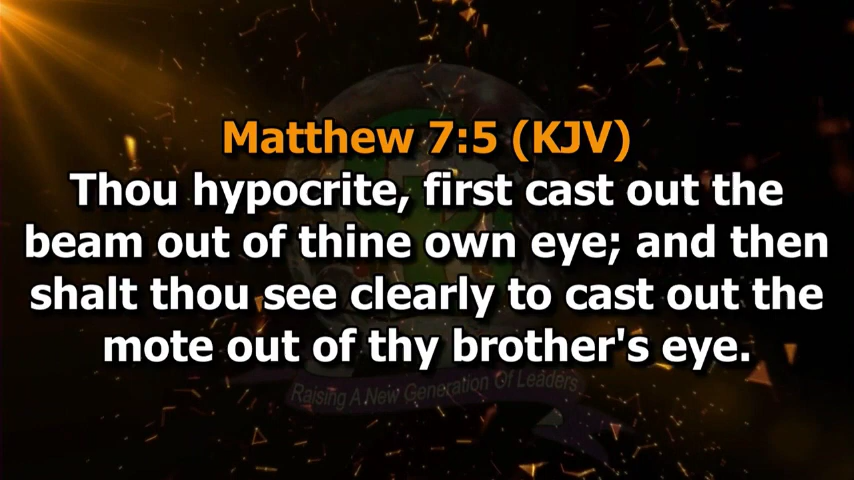 Matthew 7:5 (KJV)
Thou hypocrite, first cast out the
beam out of thine own eye; and then
shalt thou see clearly to cast out the
mote out of thy brother's eye.
Raising A New Generation Of Leaders